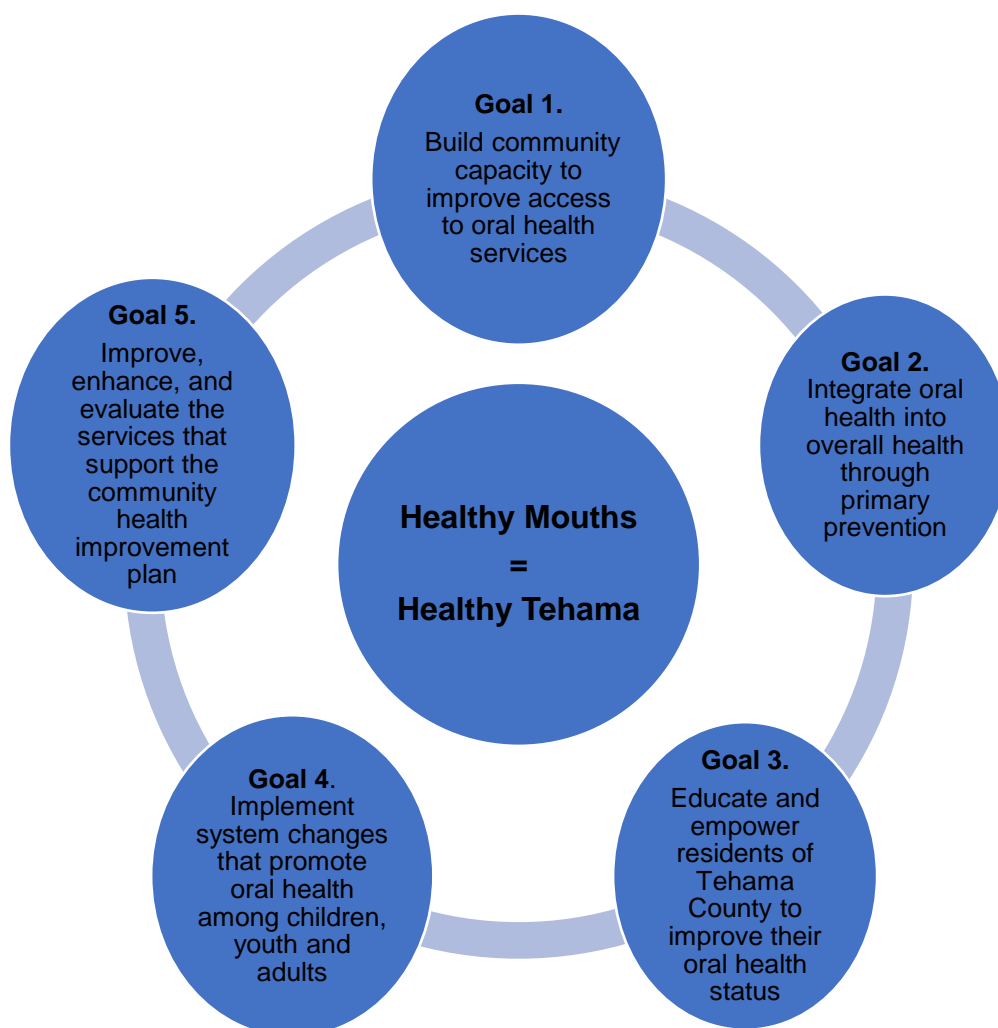 Goal 1.
Build community
capacity to
improve access
to oral health
services
Goal 2.
Integrate oral
health into
overall health
through
primary
prevention
Goal 3.
Educate and
empower
residents of
Tehama
County to
improve their
oral health
status
Goal 4.
Implement
system changes
that promote
oral health
among children,
youth and
adults
Goal 5.
Improve,
enhance, and
evaluate the
services that
support the
community
health
improvement
plan
Healthy Mouths
=
Healthy Tehama